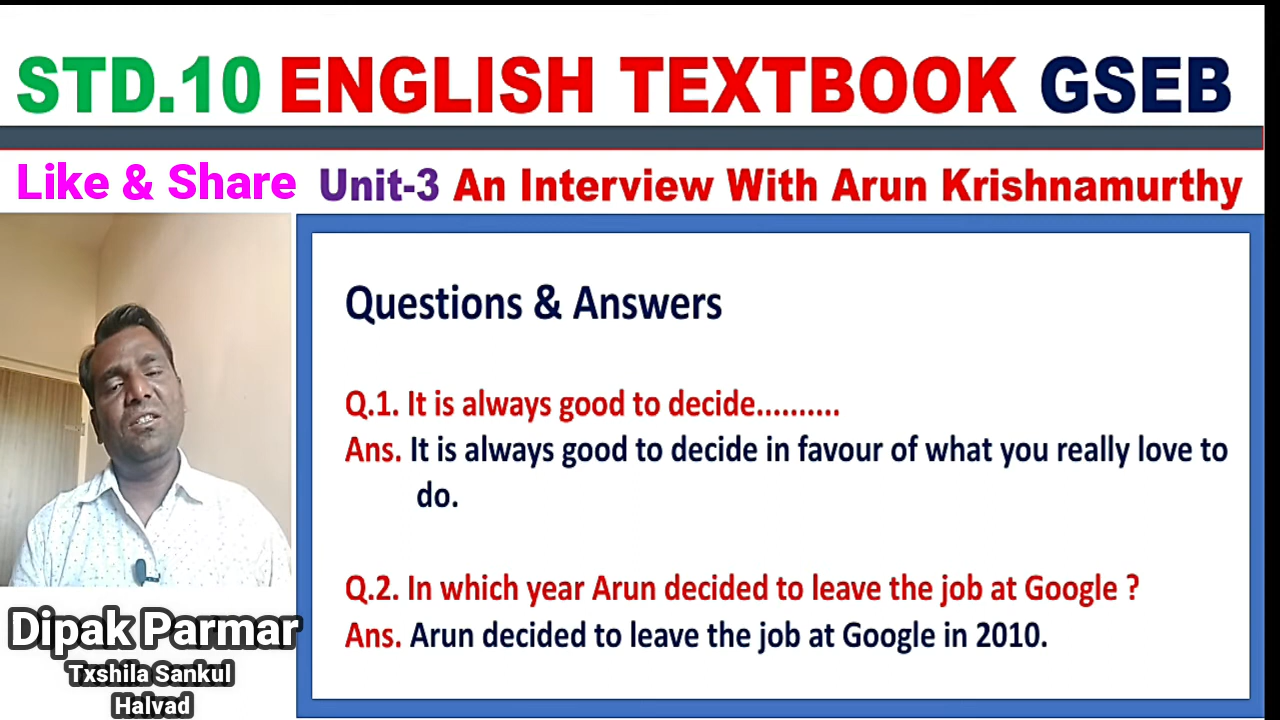 STD.10 ENGLISH TEXTBOOK GSEB
Like & Share Unit-3 An Interview With Arun Krishnamurthy
Questions & Answers
Q.1. It is always good to decide..........
Ans. It is always good to decide in favour of what you really love to
do.
Q.2. In which year Arun decided to leave the job at Google ?
Ans. Arun decided to leave the job at Google in 2010.
Dipak Parmar
Txshila Sankul
Halvad